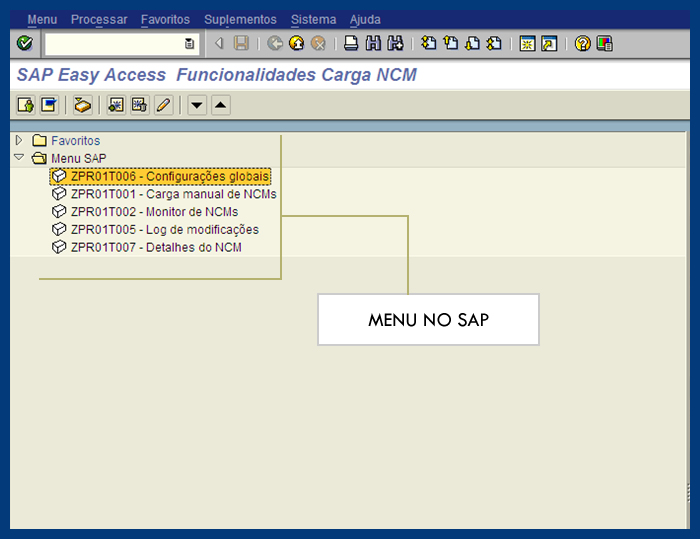 Menu Processar Favoritos Suplementos Sistema Ajuda
SAP Easy Access Funcionalidades Carga NCM
Favoritos
Menu SAP
ZPR01T006 - Configurações globais
ZPR01T001 - Carga manual de NCMs
ZPR01T002 - Monitor de NCMs
ZPR01T005 - Log de modificações
ZPR01T007 - Detalhes do NCM
MENU NO SAP